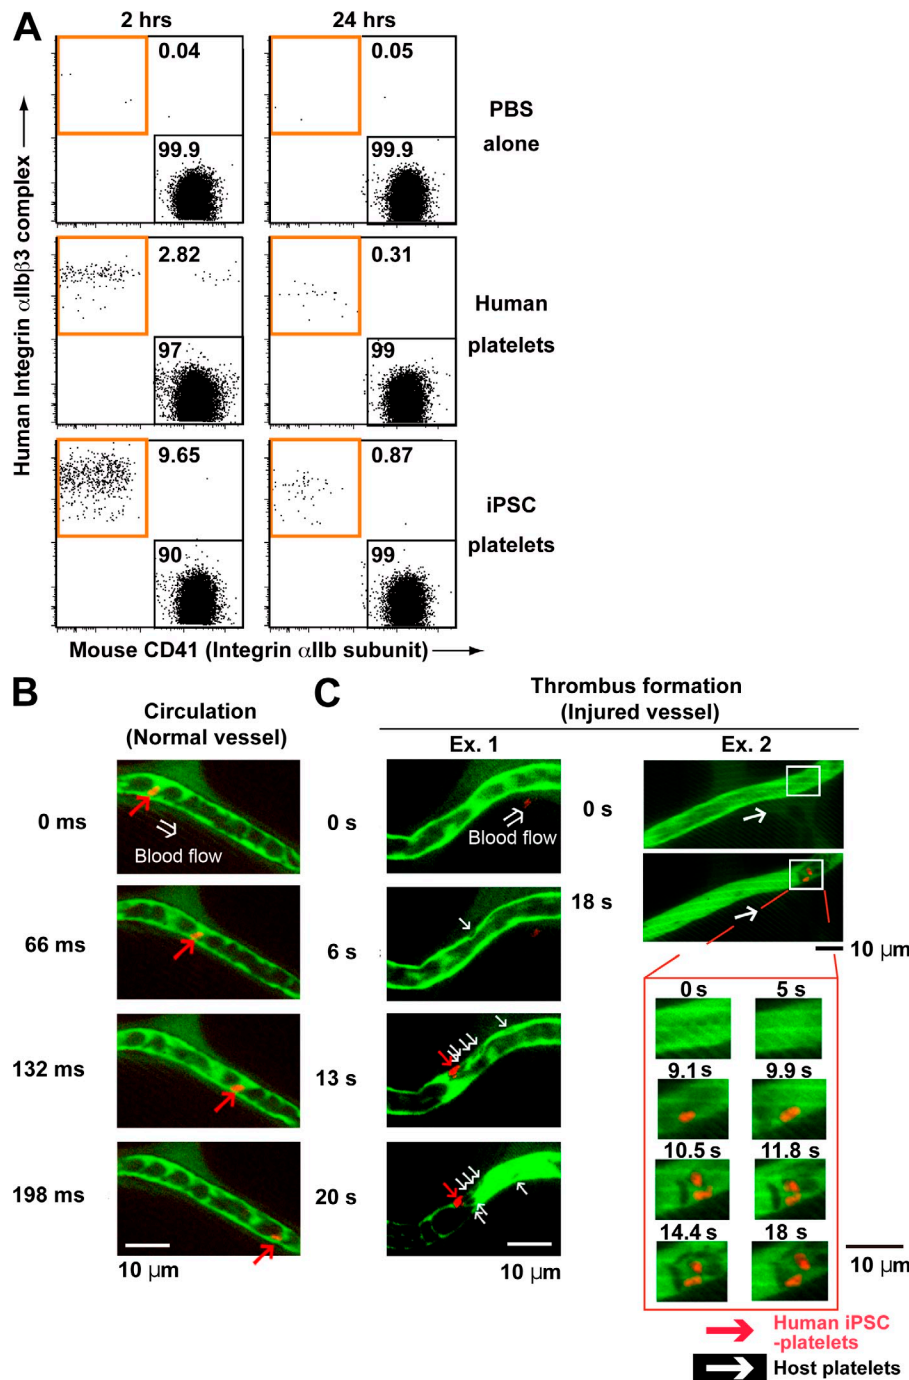 A
2 hrs
24 hrs
Human Integrin αIIbβ3 complex
0.04
99.9
0.05
99.9
PBS
alone
2.82
97
0.31
99
Human
platelets
9.65
90
0.87
99
iPSC
platelets
Mouse CD41 (Integrin αIIb subunit)
B
Circulation
(Normal vessel)
0 ms
Blood flow
66 ms
132 ms
198 ms
10 µm
C
Thrombus formation
(Injured vessel)
Ex. 1
0 s
Blood flow
6 s
13 s
20 s
10 µm
Ex. 2
0 s
18 s
10 µm
0 s
5 s
9.1 s
9.9 s
10.5 s
11.8 s
14.4 s
18 s
10 µm
Human iPSC
-platelets
Host platelets